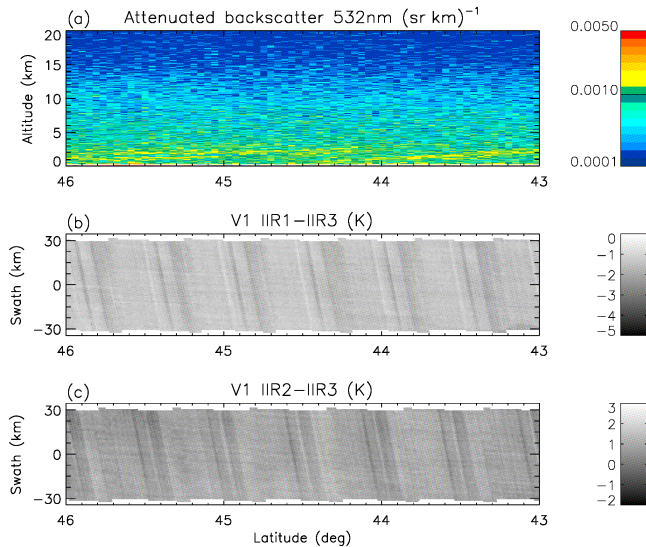 (a) Attenuated backscatter 532nm (sr km)⁻¹
Altitude (km)
20
15
10
5
0
46 45 44 43
0.0050
0.0010
0.0001
(b) V1 IIR1−IIR3 (K)
Swath (km)
30
0
−30
46 45 44 43
0
−1
−2
−3
−4
−5
(c) V1 IIR2−IIR3 (K)
Swath (km)
30
0
−30
46 45 44 43
Latitude (deg)
3
2
1
0
−1
−2